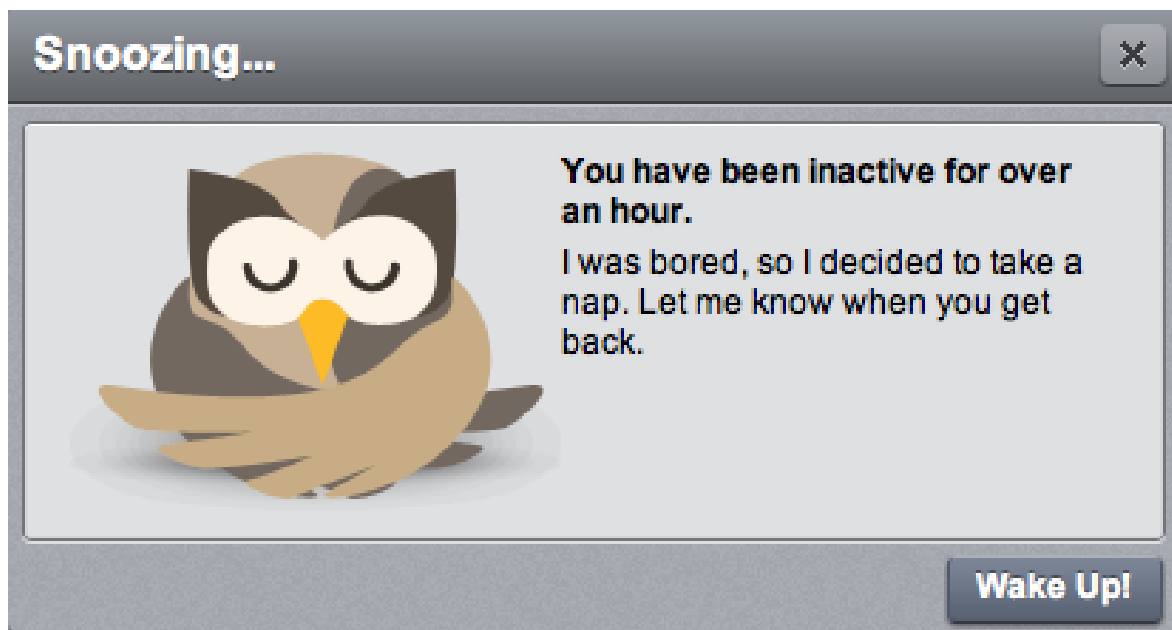 Snoozing...
You have been inactive for over
an hour.
I was bored, so I decided to take a
nap. Let me know when you get
back.
Wake Up!